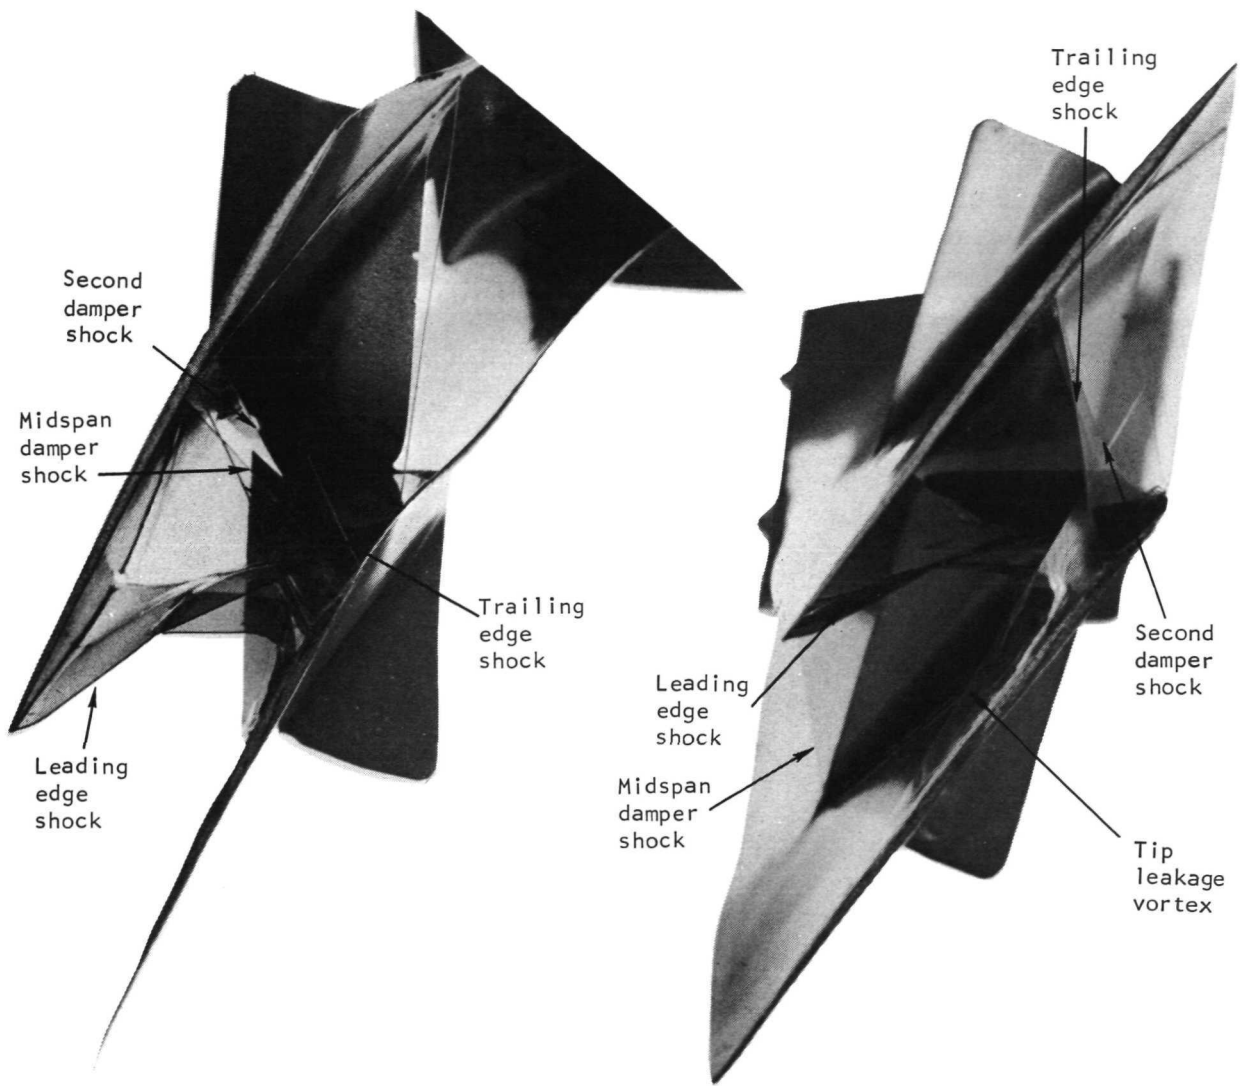 Second
damper
shock
Midspan
damper
shock
Leading
edge
shock
Trailing
edge
shock
Trailing
edge
shock
Second
damper
shock
Leading
edge
shock
Midspan
damper
shock
Tip
leakage
vortex